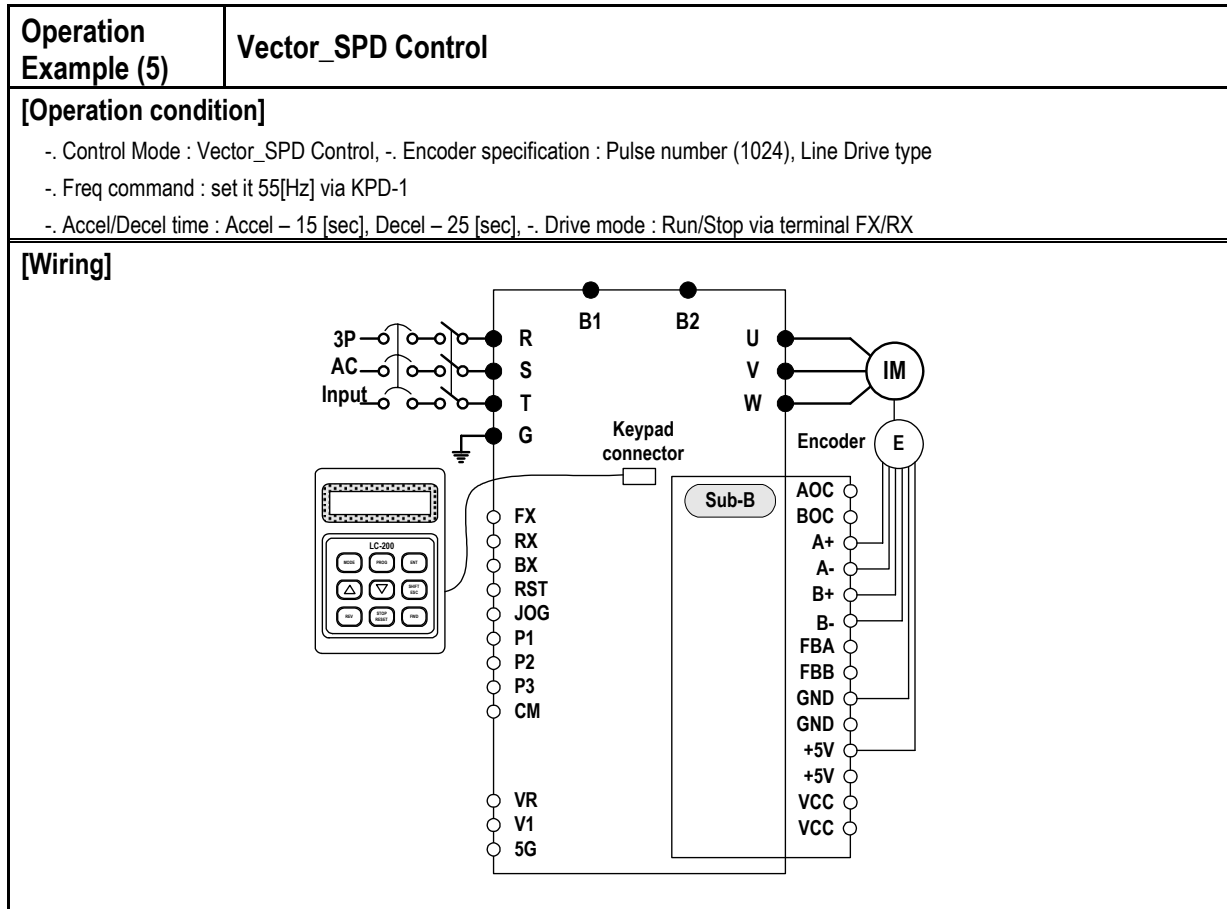 Operation
Example (5)
Vector_SPD Control
[Operation condition]
-. Control Mode : Vector_SPD Control, -. Encoder specification : Pulse number (1024), Line Drive type
-. Freq command : set it 55[Hz] via KPD-1
-. Accel/Decel time : Accel – 15 [sec], Decel – 25 [sec], -. Drive mode : Run/Stop via terminal FX/RX
[Wiring]
B1
B2
3P
AC
Input
R
S
T
G
U
V
W
IM
Keypad
connector
Encoder
E
Sub-B
LC-200
MODE
PROG
ENT
SHIFT
ESC
REV
STOP
RESET
FWD
FX
RX
BX
RST
JOG
P1
P2
P3
CM
VR
V1
5G
AOC
BOC
A+
A-
B+
B-
FBA
FBB
GND
GND
+5V
+5V
VCC
VCC